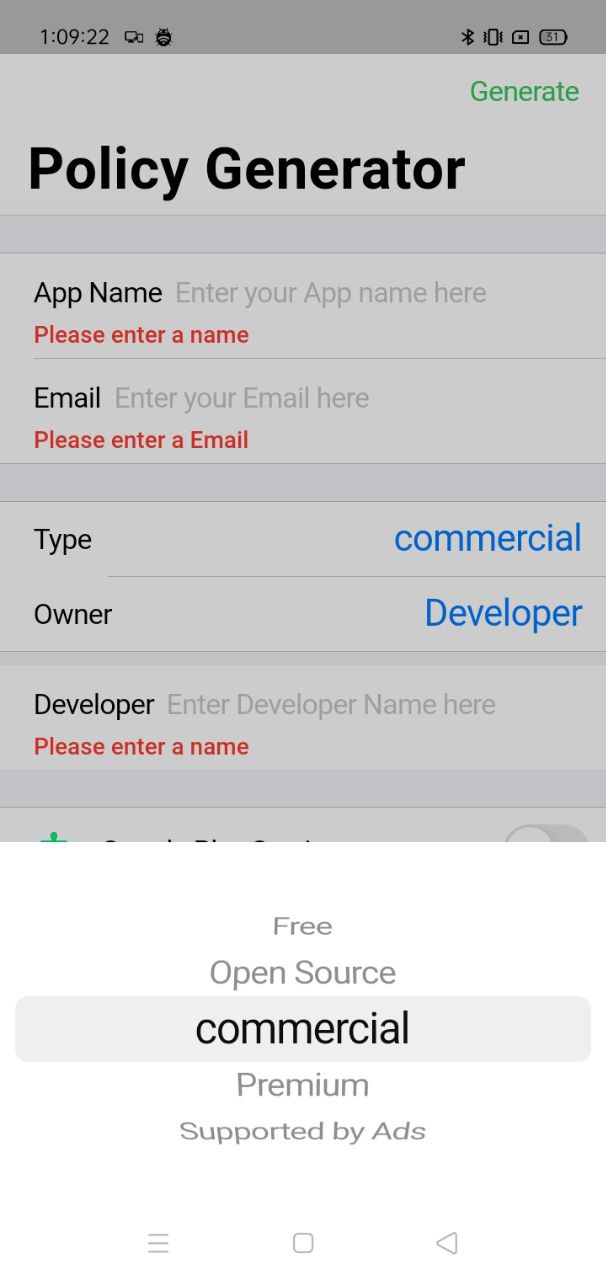 1:09:22
31
Generate
Policy Generator
App Name Enter your App name here
Please enter a name
Email Enter your Email here
Please enter a Email
Type commercial
Owner Developer
Developer Enter Developer Name here
Please enter a name
Free
Open Source
commercial
Premium
Supported by Ads